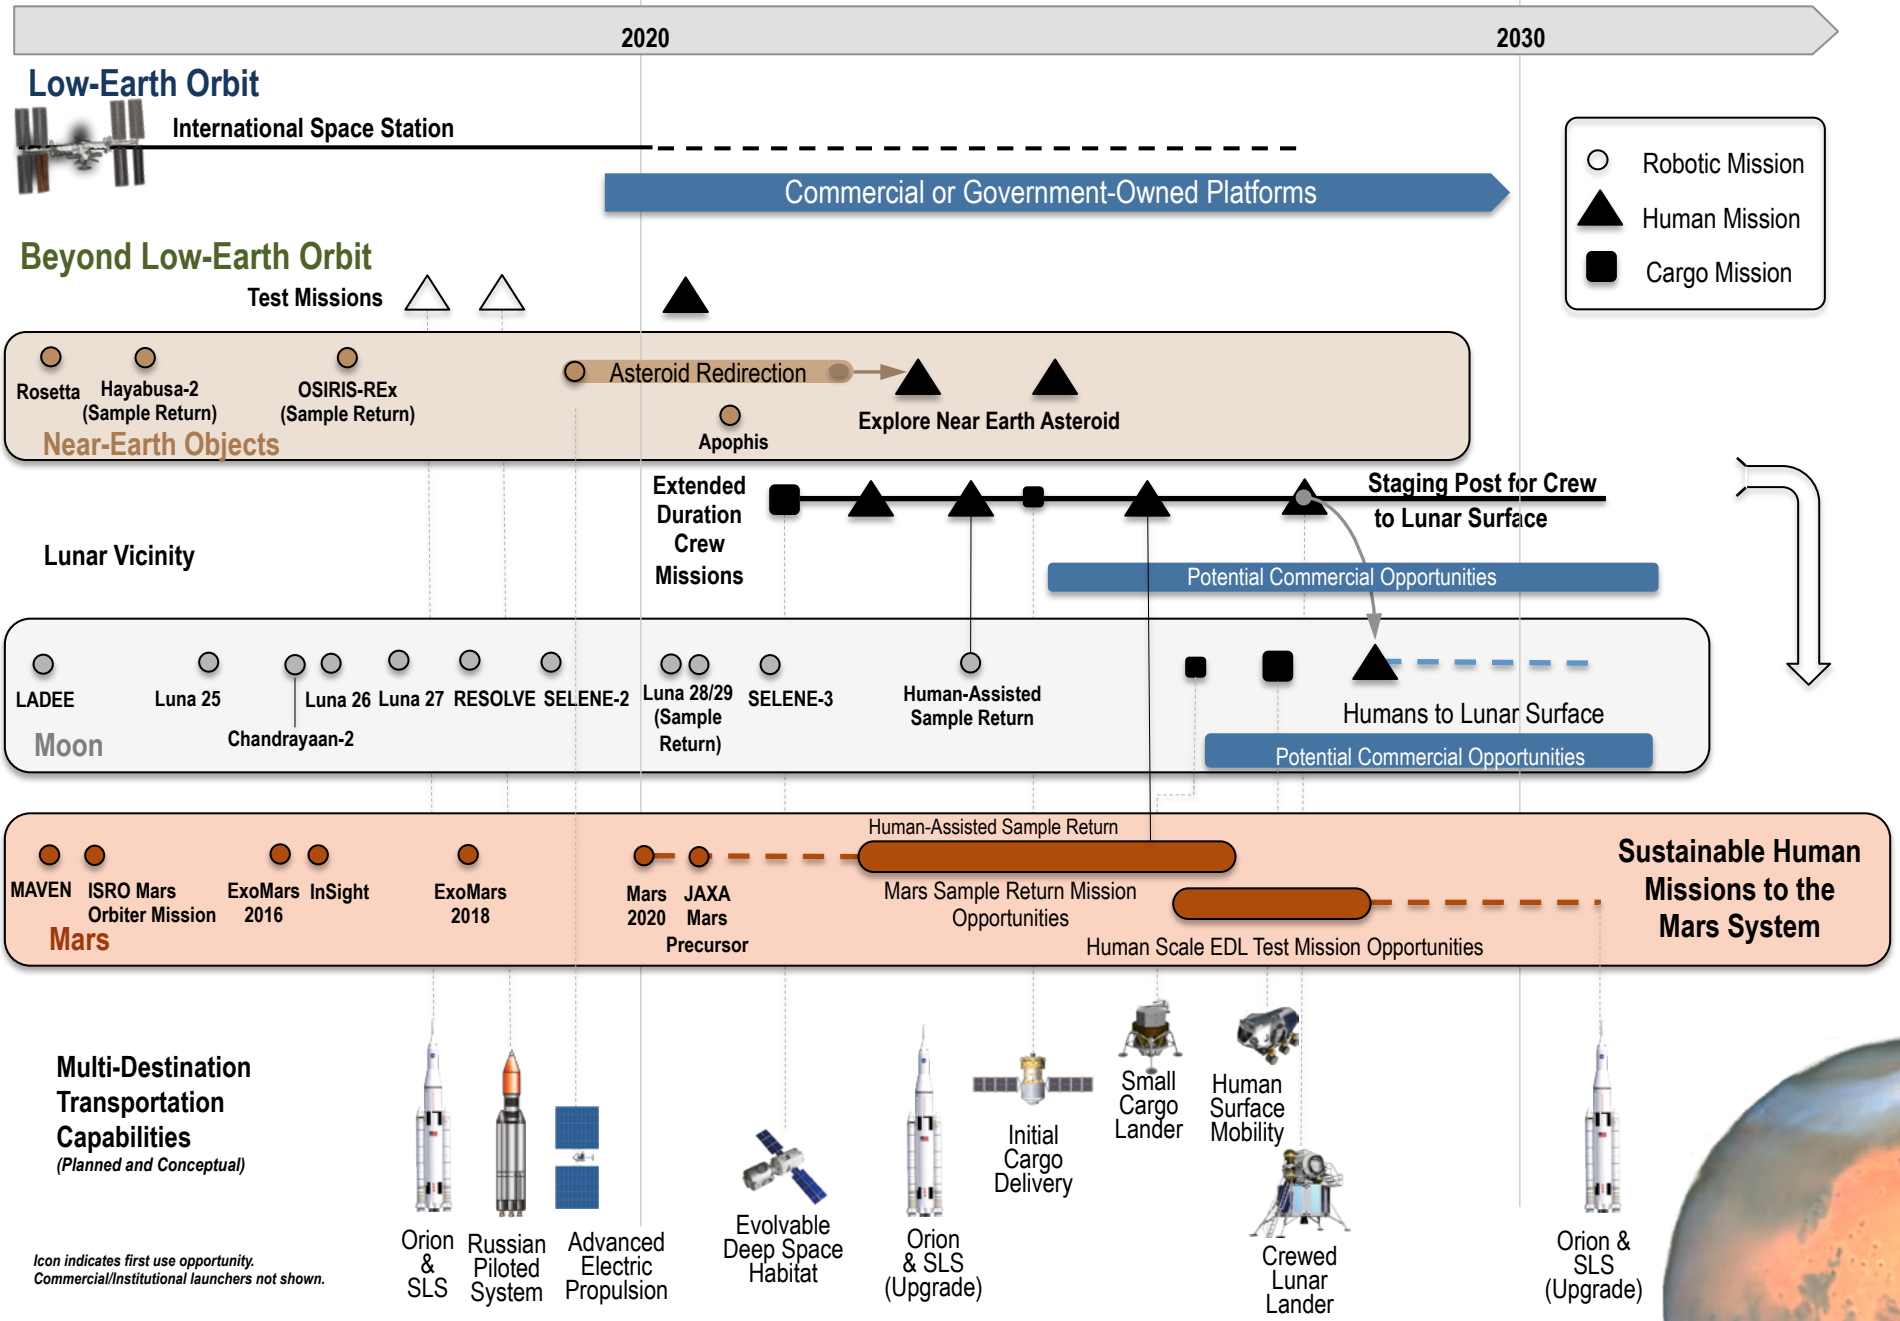 2020
2030
Low-Earth Orbit
International Space Station
Commercial or Government-Owned Platforms
Robotic Mission
Human Mission
Cargo Mission
Beyond Low-Earth Orbit
Test Missions
Rosetta
Hayabusa-2
(Sample Return)
OSIRIS-REx
(Sample Return)
Asteroid Redirection
Apophis
Explore Near Earth Asteroid
Near-Earth Objects
Extended
Duration
Crew
Missions
Staging Post for Crew
to Lunar Surface
Lunar Vicinity
Potential Commercial Opportunities
LADEE
Luna 25
Chandrayaan-2
Luna 26
Luna 27
RESOLVE
SELENE-2
Luna 28/29
(Sample
Return)
SELENE-3
Human-Assisted
Sample Return
Humans to Lunar Surface
Potential Commercial Opportunities
Moon
Human-Assisted Sample Return
MAVEN
ISRO Mars
Orbiter Mission
ExoMars
2016
InSight
ExoMars
2018
Mars
2020
JAXA
Mars
Precursor
Mars Sample Return Mission
Opportunities
Human Scale EDL Test Mission Opportunities
Sustainable Human
Missions to the
Mars System
Mars
Multi-Destination
Transportation
Capabilities
(Planned and Conceptual)
Icon indicates first use opportunity.
Commercial/Institutional launchers not shown.
Orion
&
SLS
Russian
Piloted
System
Advanced
Electric
Propulsion
Evolvable
Deep Space
Habitat
Orion
& SLS
(Upgrade)
Initial
Cargo
Delivery
Small
Cargo
Lander
Human
Surface
Mobility
Crewed
Lunar
Lander
Orion &
SLS
(Upgrade)